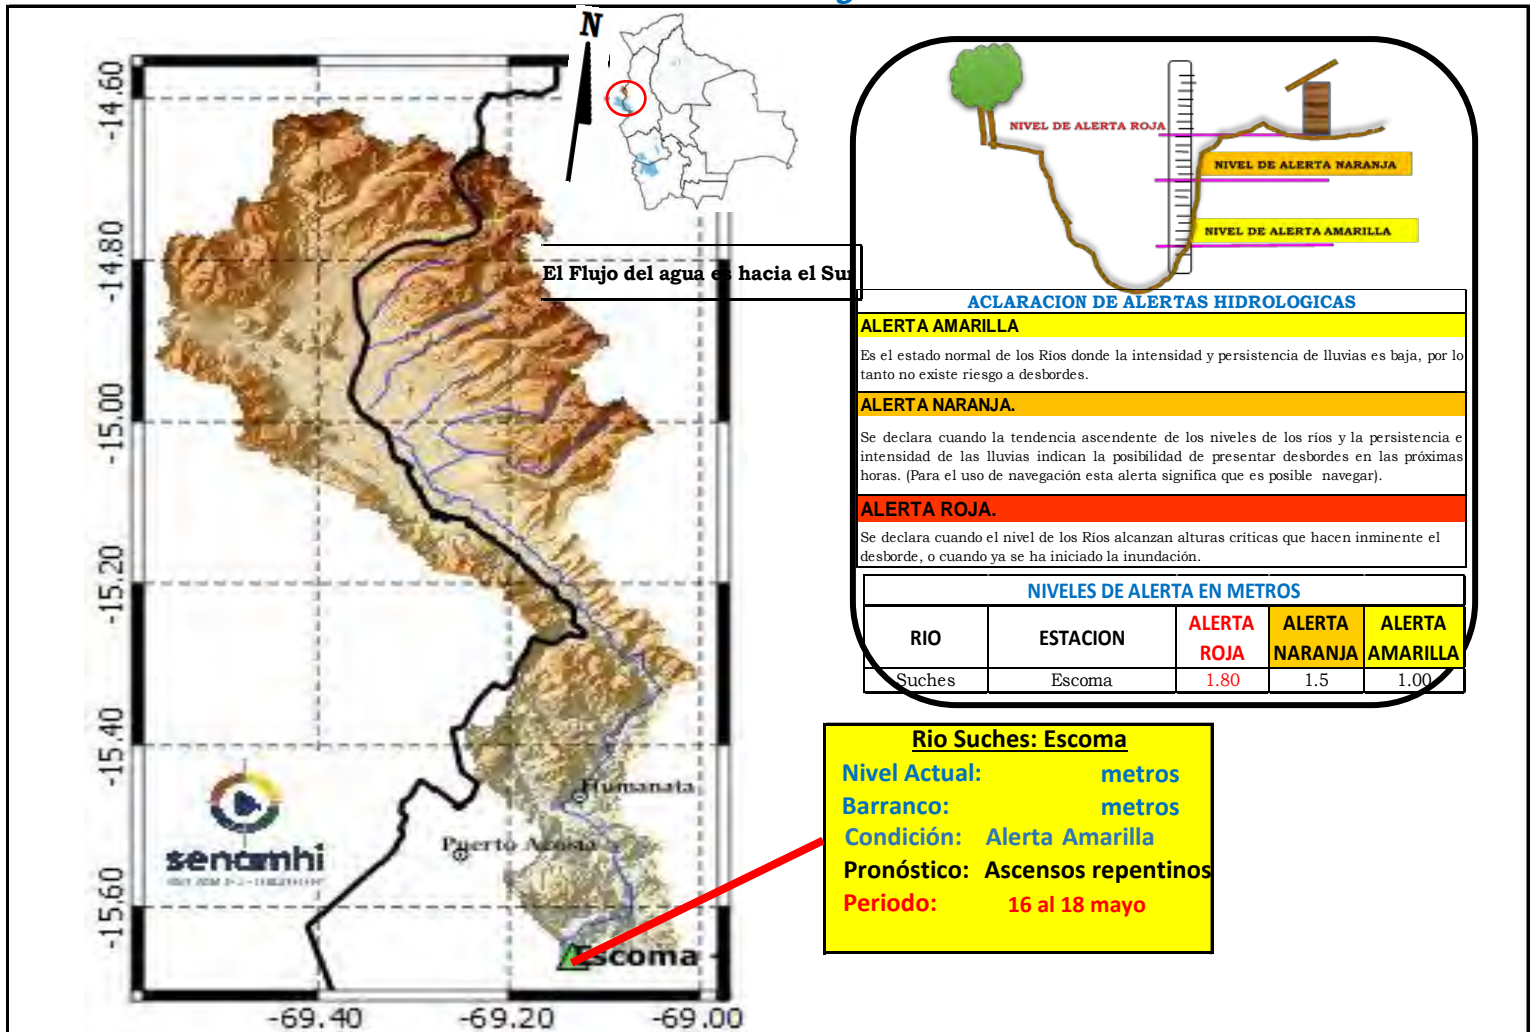 N
-14.60
-14.80
-15.00
-15.20
-15.40
-15.60
-69.40
-69.20
-69.00
El Flujo del agua es hacia el Sur
Humanata
Puerto Acosta
Escoma
senamhi
NIVEL DE ALERTA ROJA
NIVEL DE ALERTA NARANJA
NIVEL DE ALERTA AMARILLA
ACLARACION DE ALERTAS HIDROLOGICAS
ALERTA AMARILLA
Es el estado normal de los Ríos donde la intensidad y persistencia de lluvias es baja, por lo
tanto no existe riesgo a desbordes.
ALERTA NARANJA.
Se declara cuando la tendencia ascendente de los niveles de los ríos y la persistencia e
intensidad de las lluvias indican la posibilidad de presentar desbordes en las próximas
horas. (Para el uso de navegación esta alerta significa que es posible navegar).
ALERTA ROJA.
Se declara cuando el nivel de los Ríos alcanzan alturas críticas que hacen inminente el
desborde, o cuando ya se ha iniciado la inundación.
NIVELES DE ALERTA EN METROS
RIO ESTACION ALERTA ROJA ALERTA NARANJA ALERTA AMARILLA
Suches Escoma 1.80 1.5 1.00
Rio Suches: Escoma
Nivel Actual: metros
Barranco: metros
Condición: Alerta Amarilla
Pronóstico: Ascensos repentinos
Periodo: 16 al 18 mayo